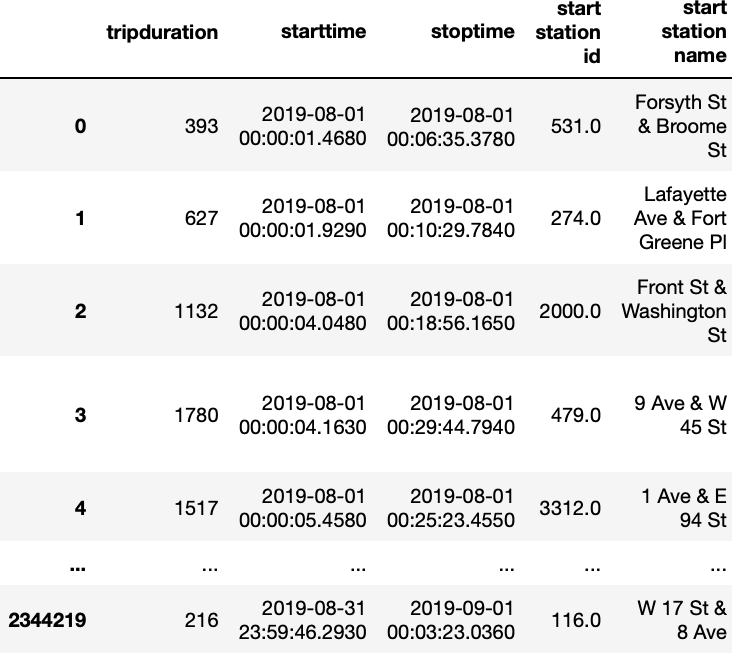 tripduration starttime stoptime start station id start station name
0 393 2019-08-01 00:00:01.4680 2019-08-01 00:06:35.3780 531.0 Forsyth St & Broome St
1 627 2019-08-01 00:00:01.9290 2019-08-01 00:10:29.7840 274.0 Lafayette Ave & Fort Greene Pl
2 1132 2019-08-01 00:00:04.0480 2019-08-01 00:18:56.1650 2000.0 Front St & Washington St
3 1780 2019-08-01 00:00:04.1630 2019-08-01 00:29:44.7940 479.0 9 Ave & W 45 St
4 1517 2019-08-01 00:00:05.4580 2019-08-01 00:25:23.4550 3312.0 1 Ave & E 94 St
... ... ... ... ... ...
2344219 216 2019-08-31 23:59:46.2930 2019-09-01 00:03:23.0360 116.0 W 17 St & 8 Ave